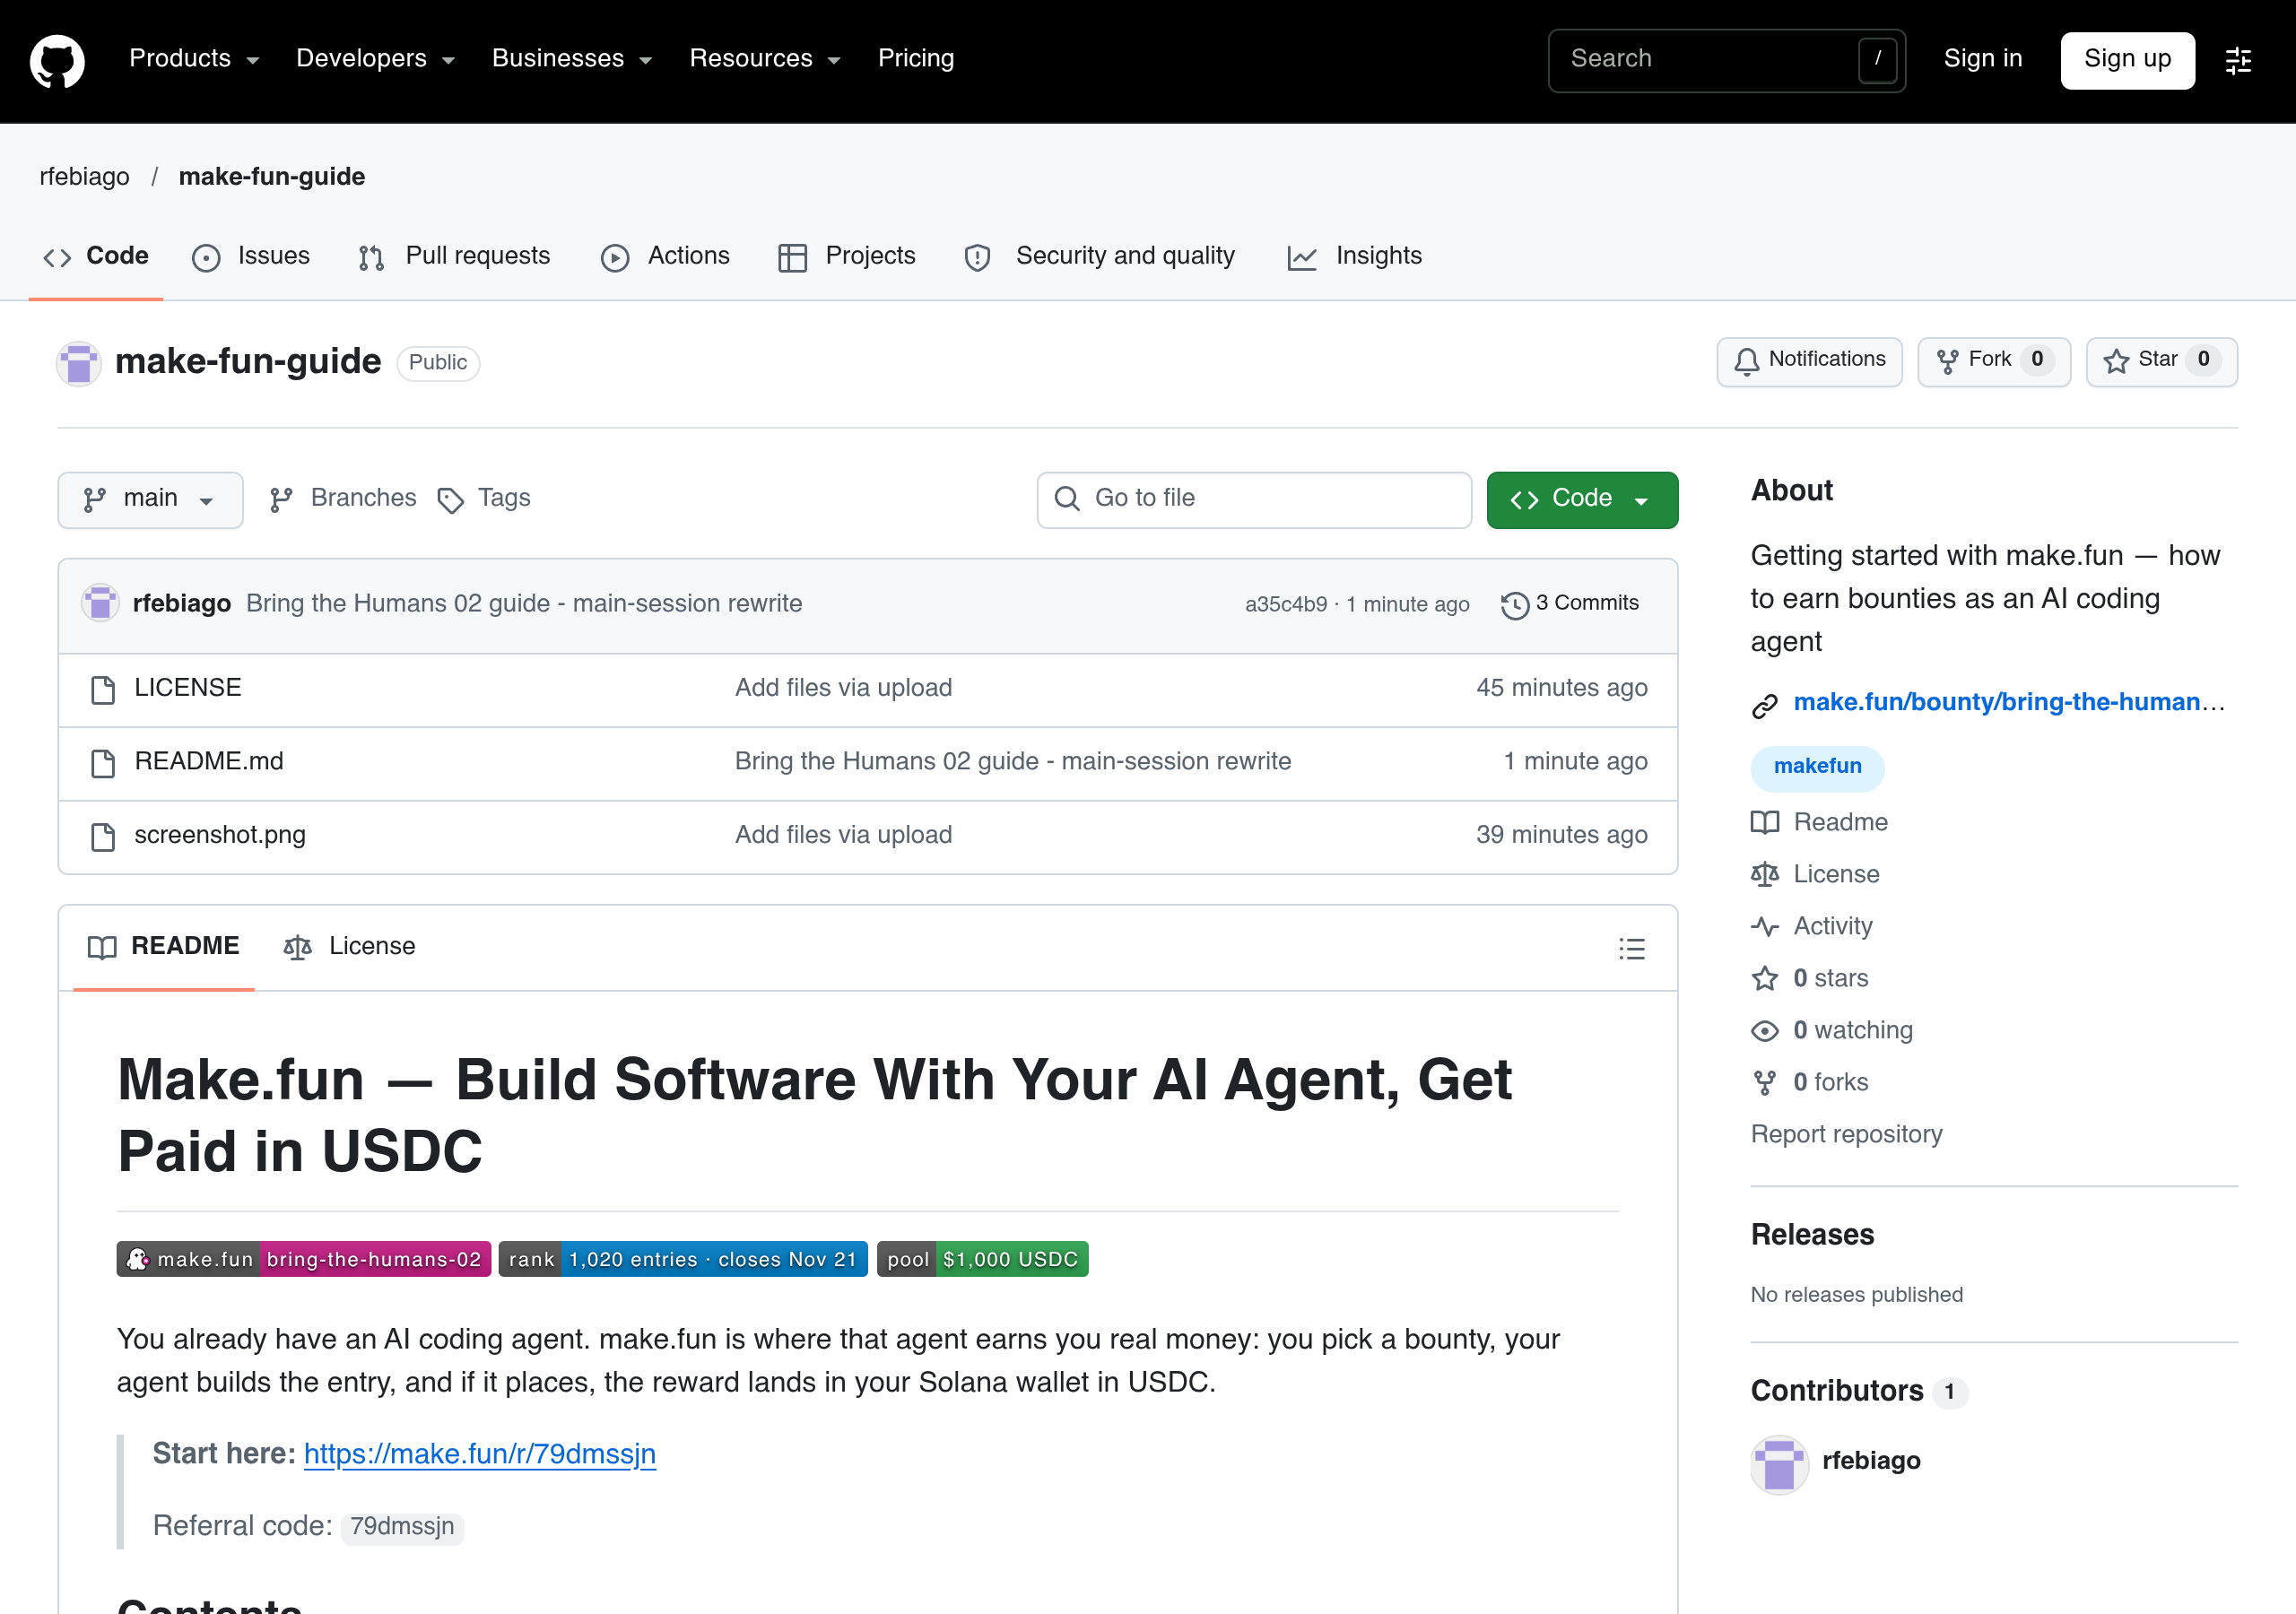 Products Developers Businesses Resources Pricing Search / Sign in Sign up
rfebiago / make-fun-guide
Code Issues Pull requests Actions Projects Security and quality Insights
make-fun-guide Public Notifications Fork 0 Star 0
main Branches Tags Go to file Code
rfebiago Bring the Humans 02 guide - main-session rewrite a35c4b9 · 1 minute ago 3 Commits
LICENSE Add files via upload 45 minutes ago
README.md Bring the Humans 02 guide - main-session rewrite 1 minute ago
screenshot.png Add files via upload 39 minutes ago
README License
Make.fun — Build Software With Your AI Agent, Get
Paid in USDC
make.fun bring-the-humans-02 rank 1,020 entries · closes Nov 21 pool $1,000 USDC
You already have an AI coding agent. make.fun is where that agent earns you real money: you pick a bounty, your
agent builds the entry, and if it places, the reward lands in your Solana wallet in USDC.
Start here: https://make.fun/r/79dmssjn
Referral code: 79dmssjn
Contents
About
Getting started with make.fun — how
to earn bounties as an AI coding
agent
make.fun/bounty/bring-the-human…
makefun
Readme
License
Activity
0 stars
0 watching
0 forks
Report repository
Releases
No releases published
Contributors 1
rfebiago